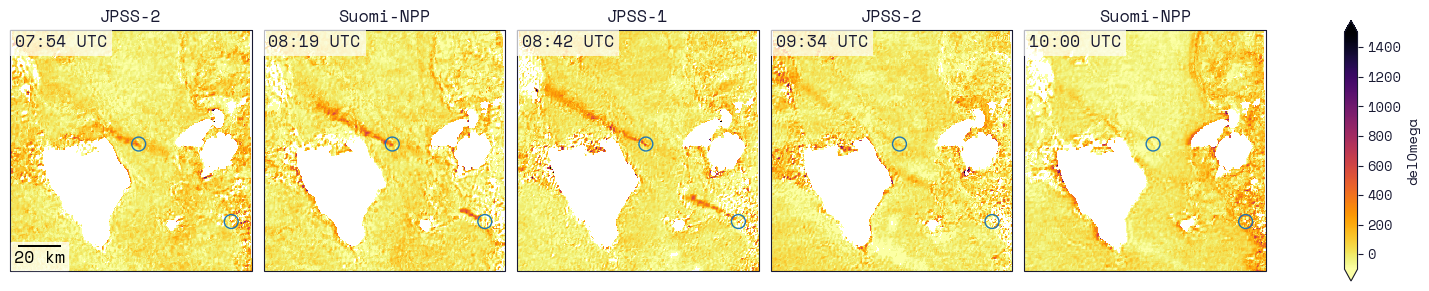 JPSS-2
Suomi-NPP
JPSS-1
JPSS-2
Suomi-NPP
07:54 UTC
08:19 UTC
08:42 UTC
09:34 UTC
10:00 UTC
20 km
1400
1200
1000
800
600
400
200
0
delOmega